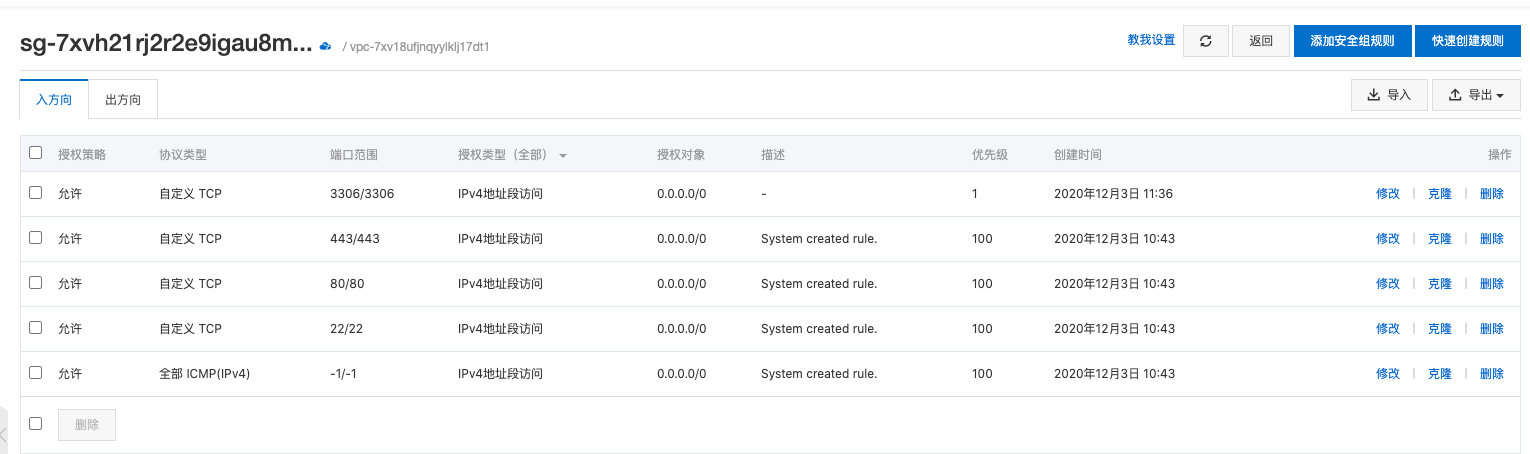 sg-7xvh21rj2r2e9igau8m... / vpc-7xv18ufjnqyylklj17dt1 教我设置 返回 添加安全组规则 快速创建规则
入方向 出方向 导入 导出
授权策略 协议类型 端口范围 授权类型（全部） 授权对象 描述 优先级 创建时间 操作
允许 自定义 TCP 3306/3306 IPv4地址段访问 0.0.0.0/0 - 1 2020年12月3日 11:36 修改 | 克隆 | 删除
允许 自定义 TCP 443/443 IPv4地址段访问 0.0.0.0/0 System created rule. 100 2020年12月3日 10:43 修改 | 克隆 | 删除
允许 自定义 TCP 80/80 IPv4地址段访问 0.0.0.0/0 System created rule. 100 2020年12月3日 10:43 修改 | 克隆 | 删除
允许 自定义 TCP 22/22 IPv4地址段访问 0.0.0.0/0 System created rule. 100 2020年12月3日 10:43 修改 | 克隆 | 删除
允许 全部 ICMP(IPv4) -1/-1 IPv4地址段访问 0.0.0.0/0 System created rule. 100 2020年12月3日 10:43 修改 | 克隆 | 删除
删除